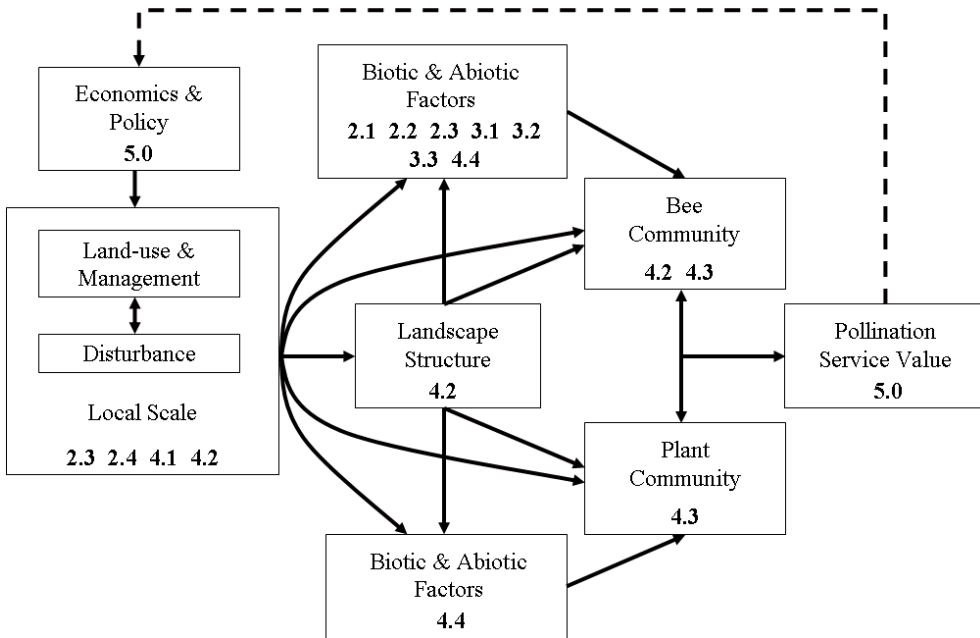 Economics &
Policy
5.0
Land-use &
Management
Disturbance
Local Scale
2.3 2.4 4.1 4.2
Biotic & Abiotic
Factors
2.1 2.2 2.3 3.1 3.2
3.3 4.4
Landscape
Structure
4.2
Biotic & Abiotic
Factors
4.4
Bee
Community
4.2 4.3
Plant
Community
4.3
Pollination
Service Value
5.0